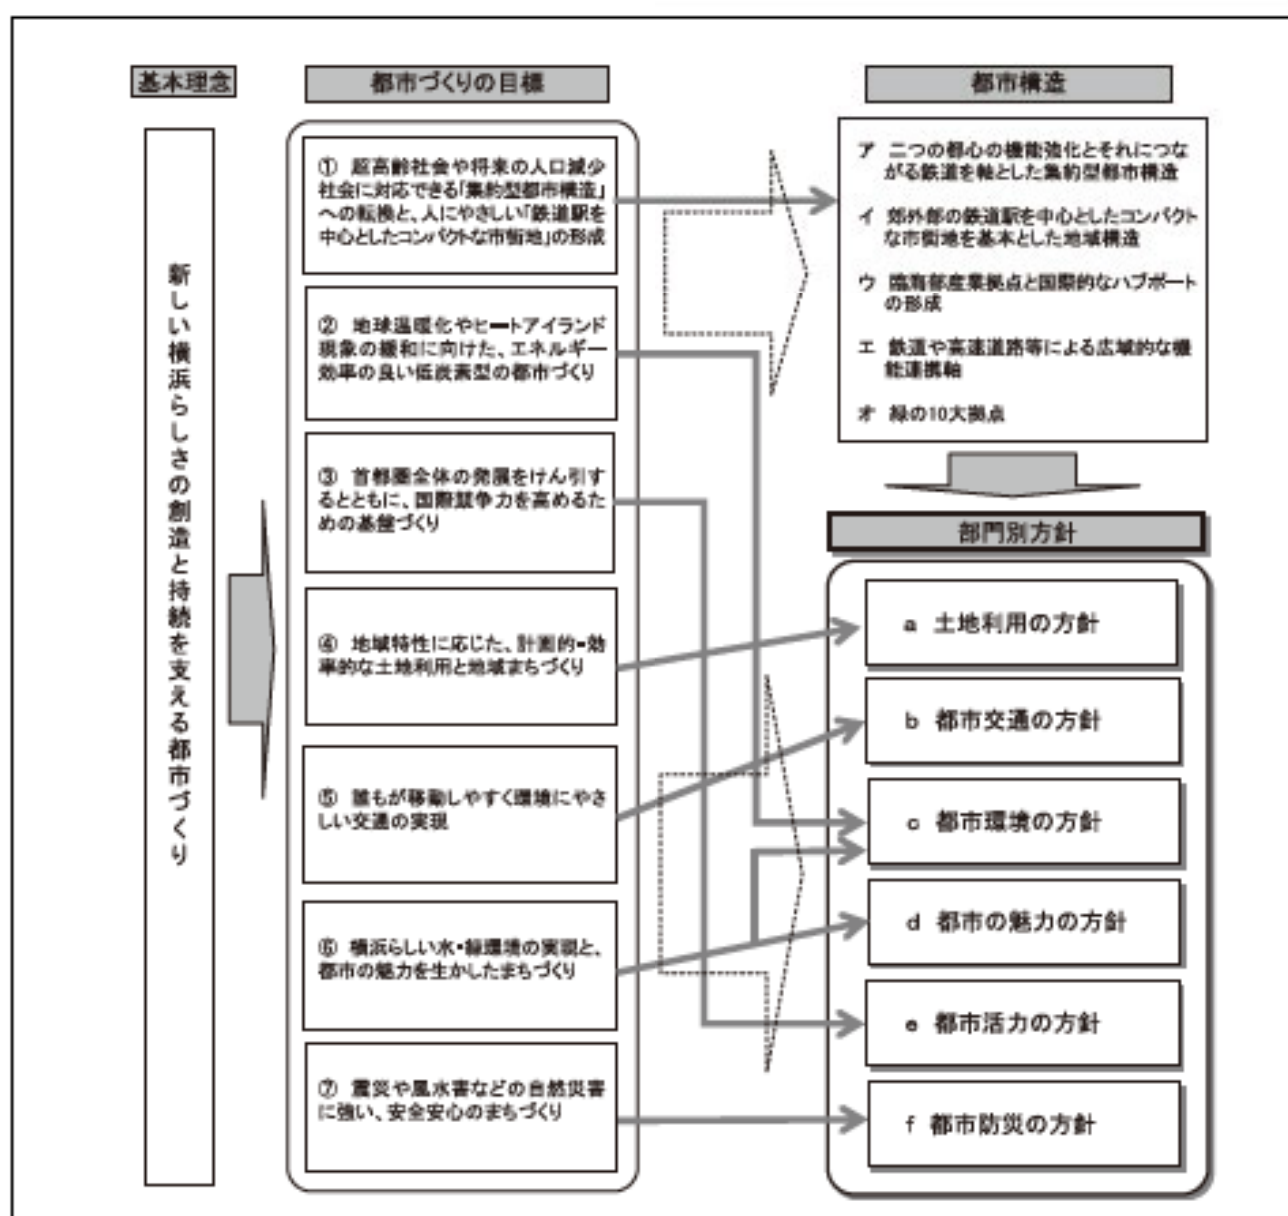 基本理念
新しい横浜らしさの創造と持続を支える都市づくり
都市づくりの目標
① 超高齢社会や将来の人口減少
社会に対応できる「集約型都市構造」
への転換と、人にやさしい「鉄道駅を
中心としたコンパクトな市街地」の形成
② 地球温暖化やヒートアイランド
現象の緩和に向けた、エネルギー
効率の良い低炭素型の都市づくり
③ 首都圏全体の発展をけん引す
るとともに、国際競争力を高めるた
めの基盤づくり
④ 地域特性に応じた、計画的・効
率的な土地利用と地域まちづくり
⑤ 誰もが移動しやすく環境にやさ
しい交通の実現
⑥ 横浜らしい水・緑環境の実現と、
都市の魅力を生かしたまちづくり
⑦ 震災や風水害などの自然災害
に強い、安全安心のまちづくり
都市構造
ア 二つの都心の機能強化とそれにつな
がる鉄道を軸とした集約型都市構造
イ 郊外部の鉄道駅を中心としたコンパクト
な市街地を基本とした地域構造
ウ 臨海部産業拠点と国際的なハブポート
の形成
エ 鉄道や高速道路等による広域的な機
能連携軸
オ 緑の10大拠点
部門別方針
a 土地利用の方針
b 都市交通の方針
c 都市環境の方針
d 都市の魅力の方針
e 都市活力の方針
f 都市防災の方針